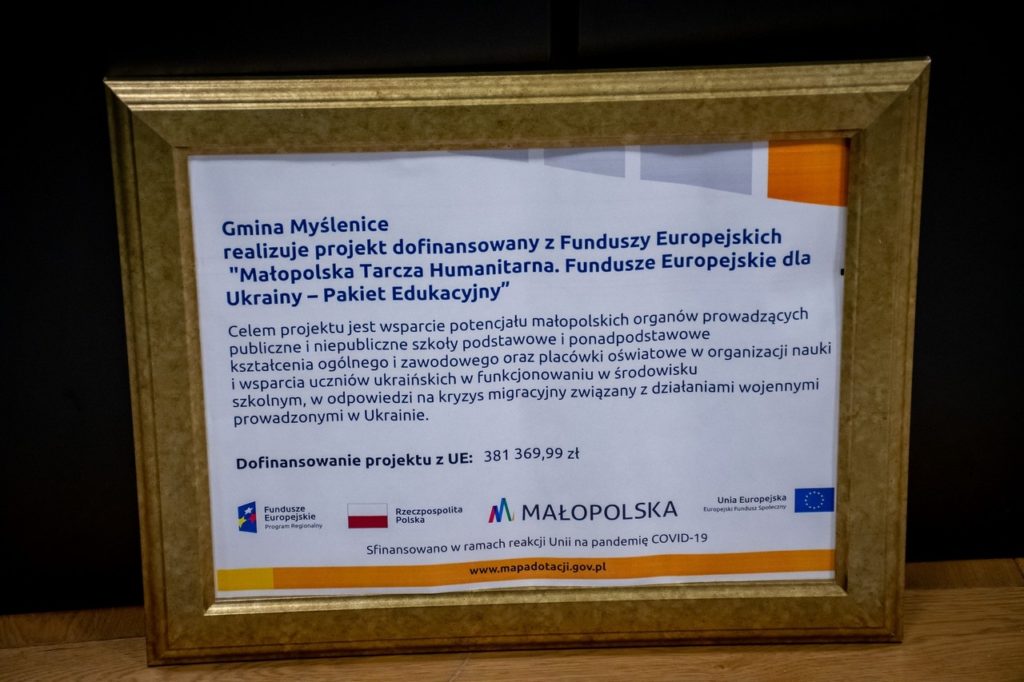 Gmina Myślenice
realizuje projekt dofinansowany z Funduszy Europejskich
"Małopolska Tarcza Humanitarna. Fundusze Europejskie dla
Ukrainy – Pakiet Edukacyjny”
Celem projektu jest wsparcie potencjału małopolskich organów prowadzących
publiczne i niepubliczne szkoły podstawowe i ponadpodstawowe
kształcenia ogólnego i zawodowego oraz placówki oświatowe w organizacji nauki
i wsparcia uczniów ukraińskich w funkcjonowaniu w środowisku
szkolnym, w odpowiedzi na kryzys migracyjny związany z działaniami wojennymi
prowadzonymi w Ukrainie.
Dofinansowanie projektu z UE: 381 369,99 zł
Fundusze
Europejskie
Program Regionalny
Rzeczpospolita
Polska
MAŁOPOLSKA
Unia Europejska
Europejski Fundusz Społeczny
Sfinansowano w ramach reakcji Unii na pandemię COVID-19
www.mapadotacji.gov.pl